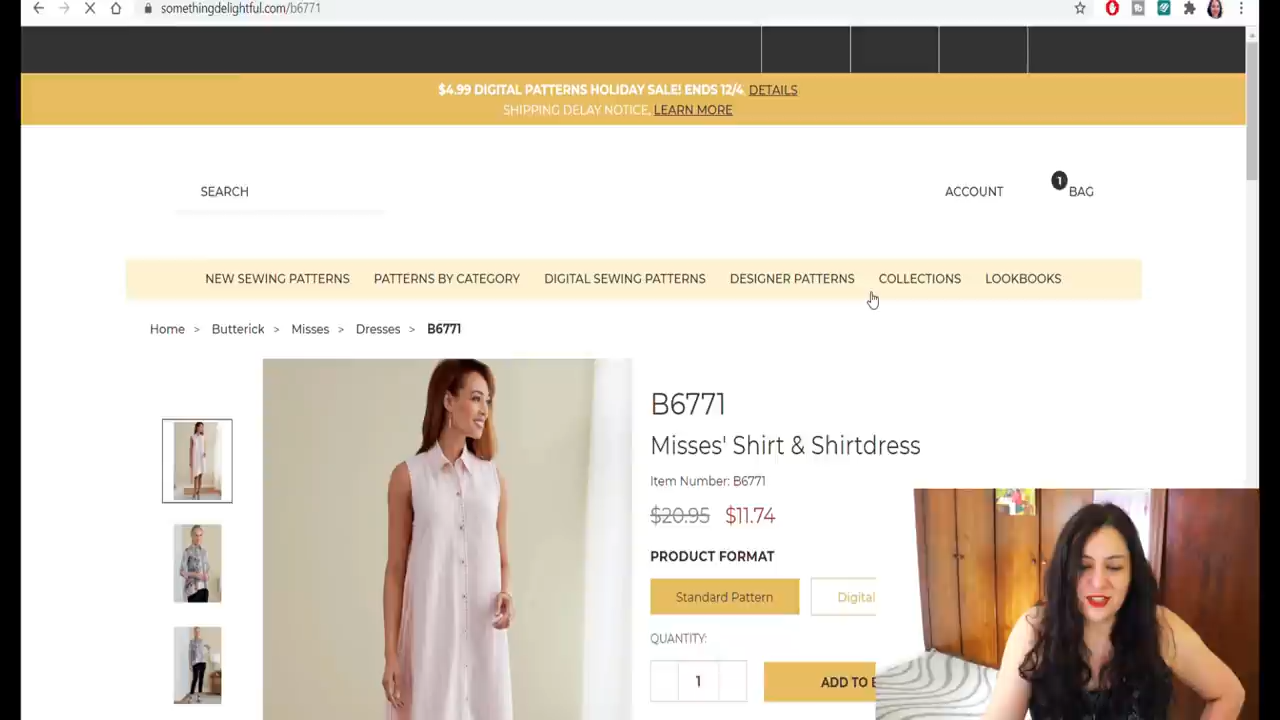 somethingdelightful.com/b6771
$4.99 DIGITAL PATTERNS HOLIDAY SALE! ENDS 12/4. DETAILS
SHIPPING DELAY NOTICE, LEARN MORE
SEARCH
ACCOUNT
1
BAG
NEW SEWING PATTERNS PATTERNS BY CATEGORY DIGITAL SEWING PATTERNS DESIGNER PATTERNS COLLECTIONS LOOKBOOKS
Home > Butterick > Misses > Dresses > B6771
B6771
Misses' Shirt & Shirtdress
Item Number: B6771
$20.95 $11.74
PRODUCT FORMAT
Standard Pattern
Digital
QUANTITY:
1
ADD TO